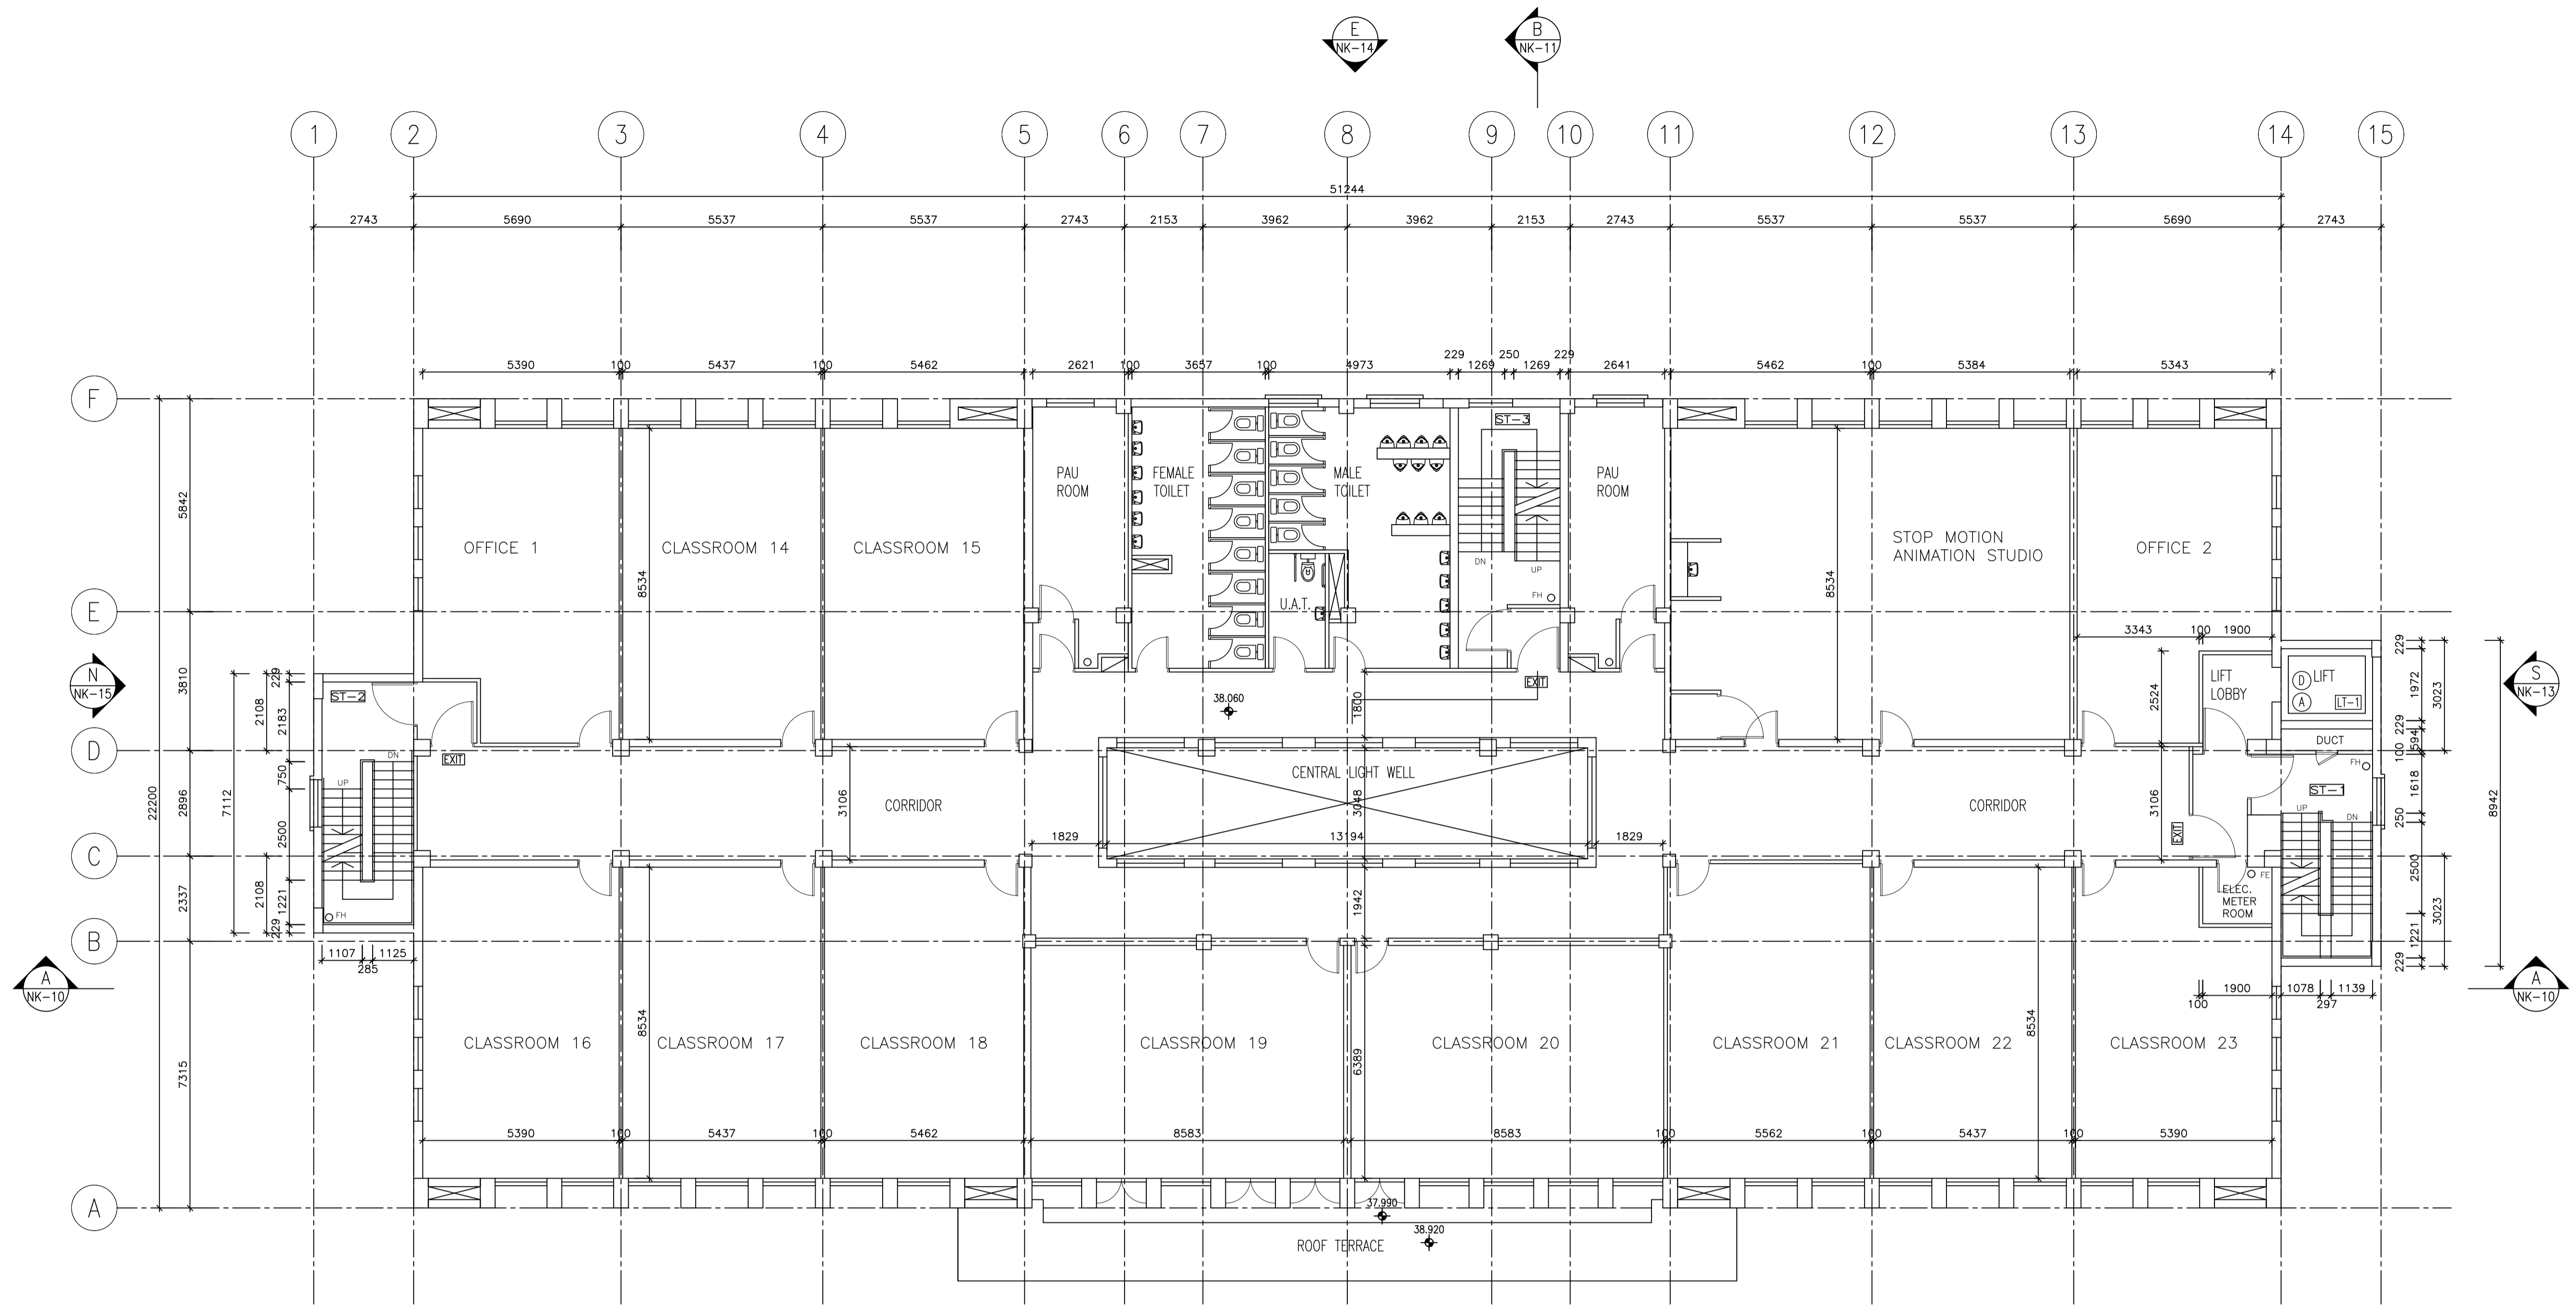 E
NK-14
B
NK-11
1
2
3
4
5
6
7
8
9
10
11
12
13
14
15
51244
2743
5690
5537
5537
2743
2153
3962
3962
2153
2743
5537
5537
5690
2743
229
250
229
5390
100
5437
100
5462
2621
100
3657
100
4973
1269
1269
2641
5462
100
5384
5343
F
ST-3
PAU
ROOM
FEMALE
TOILET
MALE
TOILET
PAU
ROOM
5842
OFFICE 1
CLASSROOM 14
CLASSROOM 15
STOP MOTION
ANIMATION STUDIO
OFFICE 2
8534
8534
DN
UP
FH
U.A.T.
E
3343
100
1900
229
N
NK-15
3810
2108
229
2183
ST-2
EXIT
38.060
1800
2524
LIFT
LOBBY
D
LIFT
A
LT-1
1972
3023
229
S
NK-13
D
EXIT
DN
UP
750
DUCT
594
100
FH
CENTRAL LIGHT WELL
22200
7112
2896
2500
CORRIDOR
3106
3048
13194
1829
1829
CORRIDOR
3106
EXIT
ST-1
UP
DN
1618
250
8942
C
2337
2108
1221
229
FH
1942
FE
ELEC.
METER
ROOM
2500
3023
1221
229
B
1107
285
1125
A
NK-10
100
1900
1078
297
1139
A
NK-10
7315
8534
6389
8534
CLASSROOM 16
CLASSROOM 17
CLASSROOM 18
CLASSROOM 19
CLASSROOM 20
CLASSROOM 21
CLASSROOM 22
CLASSROOM 23
5390
100
5437
100
5462
8583
8583
100
5562
100
5437
100
5390
A
37.990
38.920
ROOF TERRACE